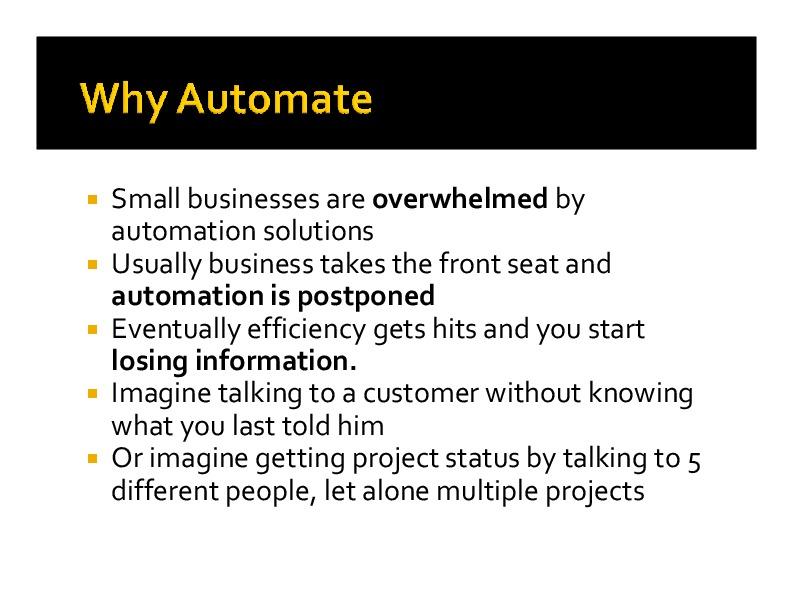 Why Automate
Small businesses are overwhelmed by
automation solutions
Usually business takes the front seat and
automation is postponed
Eventually efficiency gets hits and you start
losing information.
Imagine talking to a customer without knowing
what you last told him
Or imagine getting project status by talking to 5
different people, let alone multiple projects